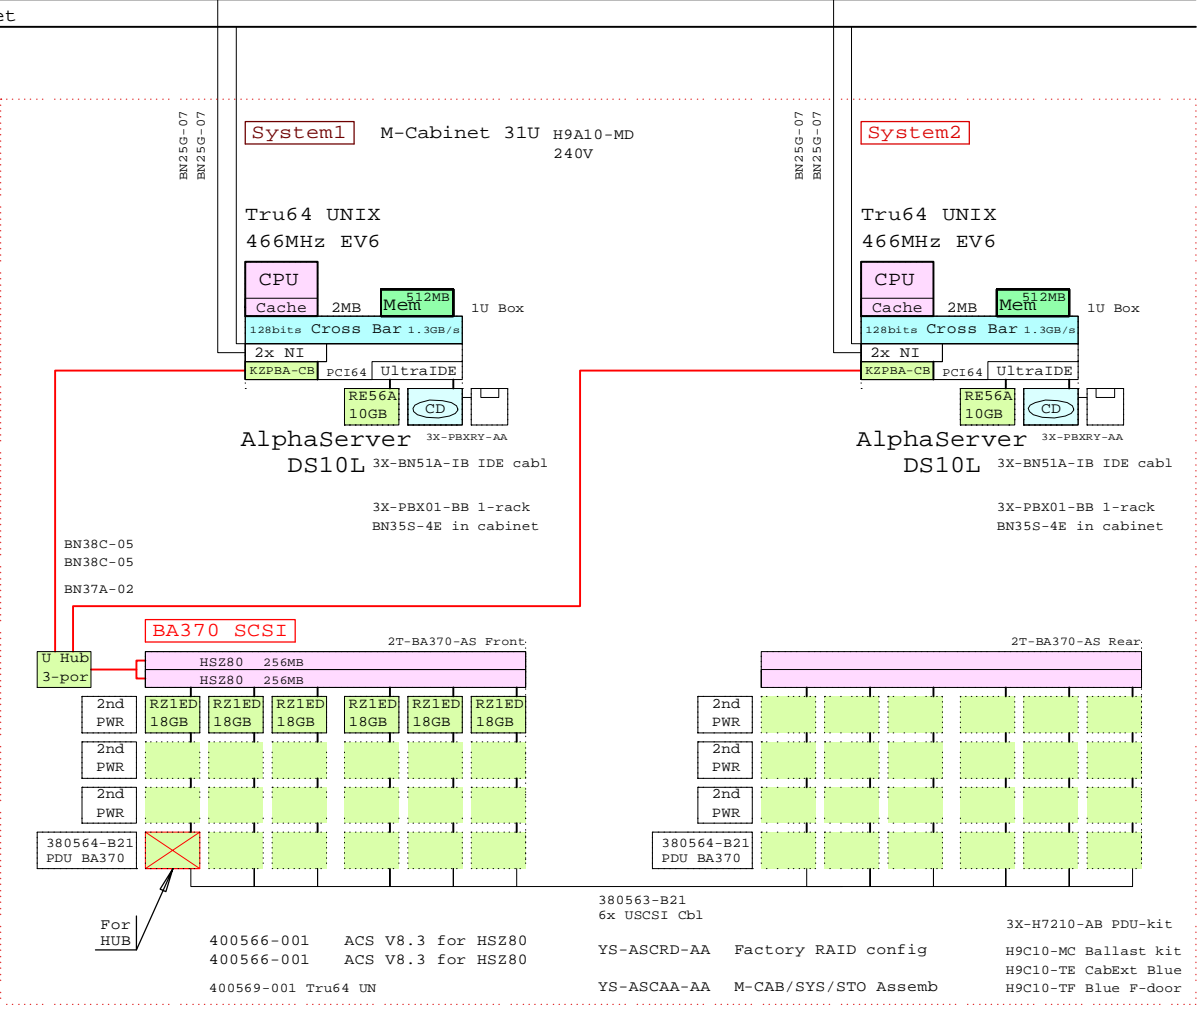 et
BN25G-07
BN25G-07
System1
M-Cabinet 31U H9A10-MD
240V
BN25G-07
BN25G-07
System2
Tru64 UNIX
466MHz EV6
CPU
Cache 2MB Mem 512MB 1U Box
128bits Cross Bar 1.3GB/s
2x NI
KZPBA-CB PCI64 UltraIDE
RE56A
10GB
CD
AlphaServer 3X-PBXRY-AA
DS10L 3X-BN51A-IB IDE cabl
3X-PBX01-BB 1-rack
BN35S-4E in cabinet
Tru64 UNIX
466MHz EV6
CPU
Cache 2MB Mem 512MB 1U Box
128bits Cross Bar 1.3GB/s
2x NI
KZPBA-CB PCI64 UltraIDE
RE56A
10GB
CD
AlphaServer 3X-PBXRY-AA
DS10L 3X-BN51A-IB IDE cabl
3X-PBX01-BB 1-rack
BN35S-4E in cabinet
BN38C-05
BN38C-05
BN37A-02
BA370 SCSI
2T-BA370-AS Front
U Hub
3-por
HSZ80 256MB
HSZ80 256MB
2nd
PWR
RZ1ED RZ1ED RZ1ED RZ1ED RZ1ED RZ1ED
18GB 18GB 18GB 18GB 18GB 18GB
2nd
PWR
2nd
PWR
380564-B21
PDU BA370
For
HUB
2T-BA370-AS Rear
2nd
PWR
2nd
PWR
2nd
PWR
380564-B21
PDU BA370
380563-B21
6x USCSI Cbl
400566-001 ACS V8.3 for HSZ80
400566-001 ACS V8.3 for HSZ80
400569-001 Tru64 UN
YS-ASCRD-AA Factory RAID config
YS-ASCAA-AA M-CAB/SYS/STO Assemb
3X-H7210-AB PDU-kit
H9C10-MC Ballast kit
H9C10-TE CabExt Blue
H9C10-TF Blue F-door